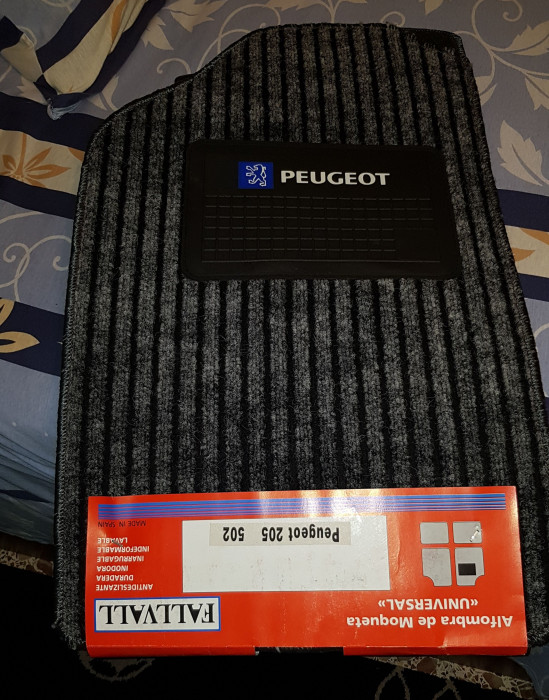 PEUGEOT
Alfombra de Moqueta
«UNIVERSAL»
FALLVALL
ANTIDESLIZANTE
DURADERA
INODORA
INARRUGABLE
INDEFORMABLE
LAVABLE
Peugeot 205 502
MADE IN SPAIN